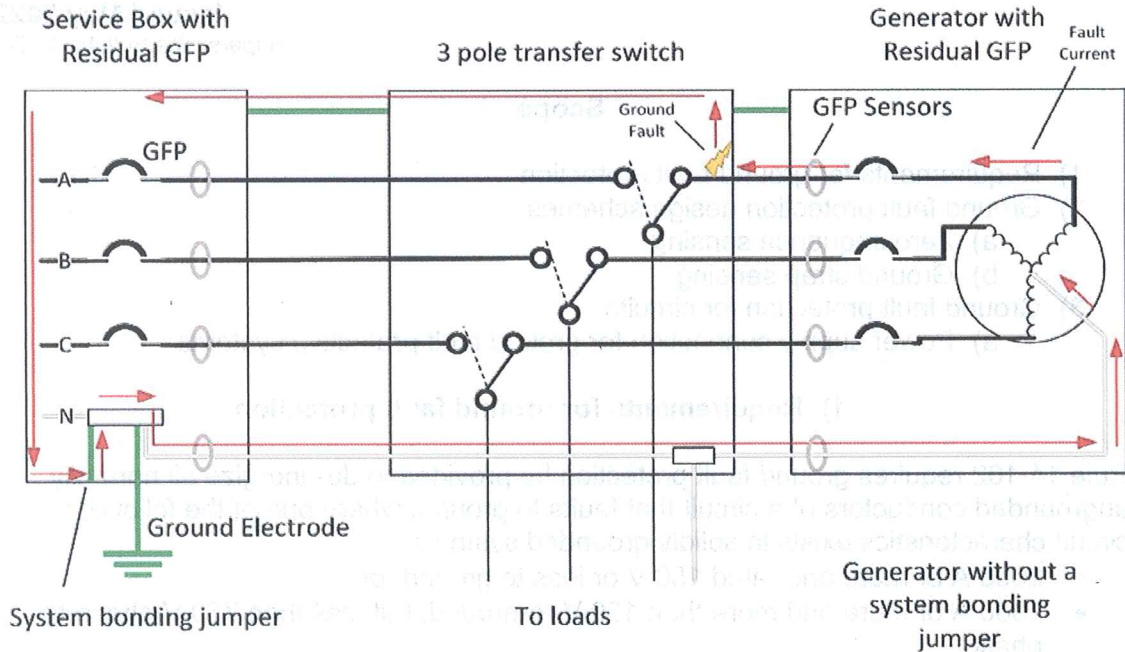 Service Box with
Residual GFP
3 pole transfer switch
Generator with
Residual GFP
Fault
Current
Ground
Fault
GFP Sensors
GFP
A
B
C
N
Ground Electrode
System bonding jumper
To loads
Generator without a
system bonding
jumper